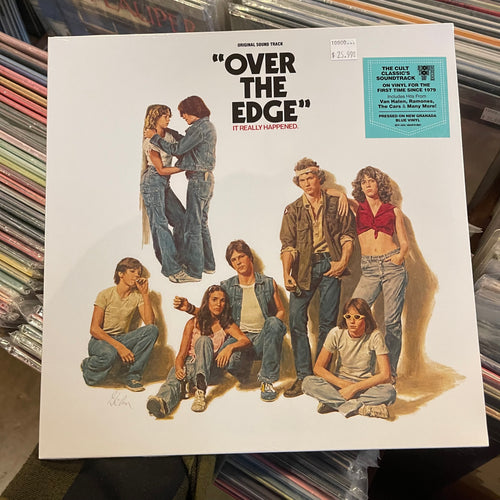 ORIGINAL SOUND TRACK
"OVER
THE
EDGE"
IT REALLY HAPPENED.
$25.99
THE CULT
CLASSIC'S
SOUNDTRACK
ON VINYL FOR THE
FIRST TIME SINCE 1979
Includes Hits From
Van Halen, Ramones,
The Cars & Many More!
PRESSED ON NEW GRANADA
BLUE VINYL